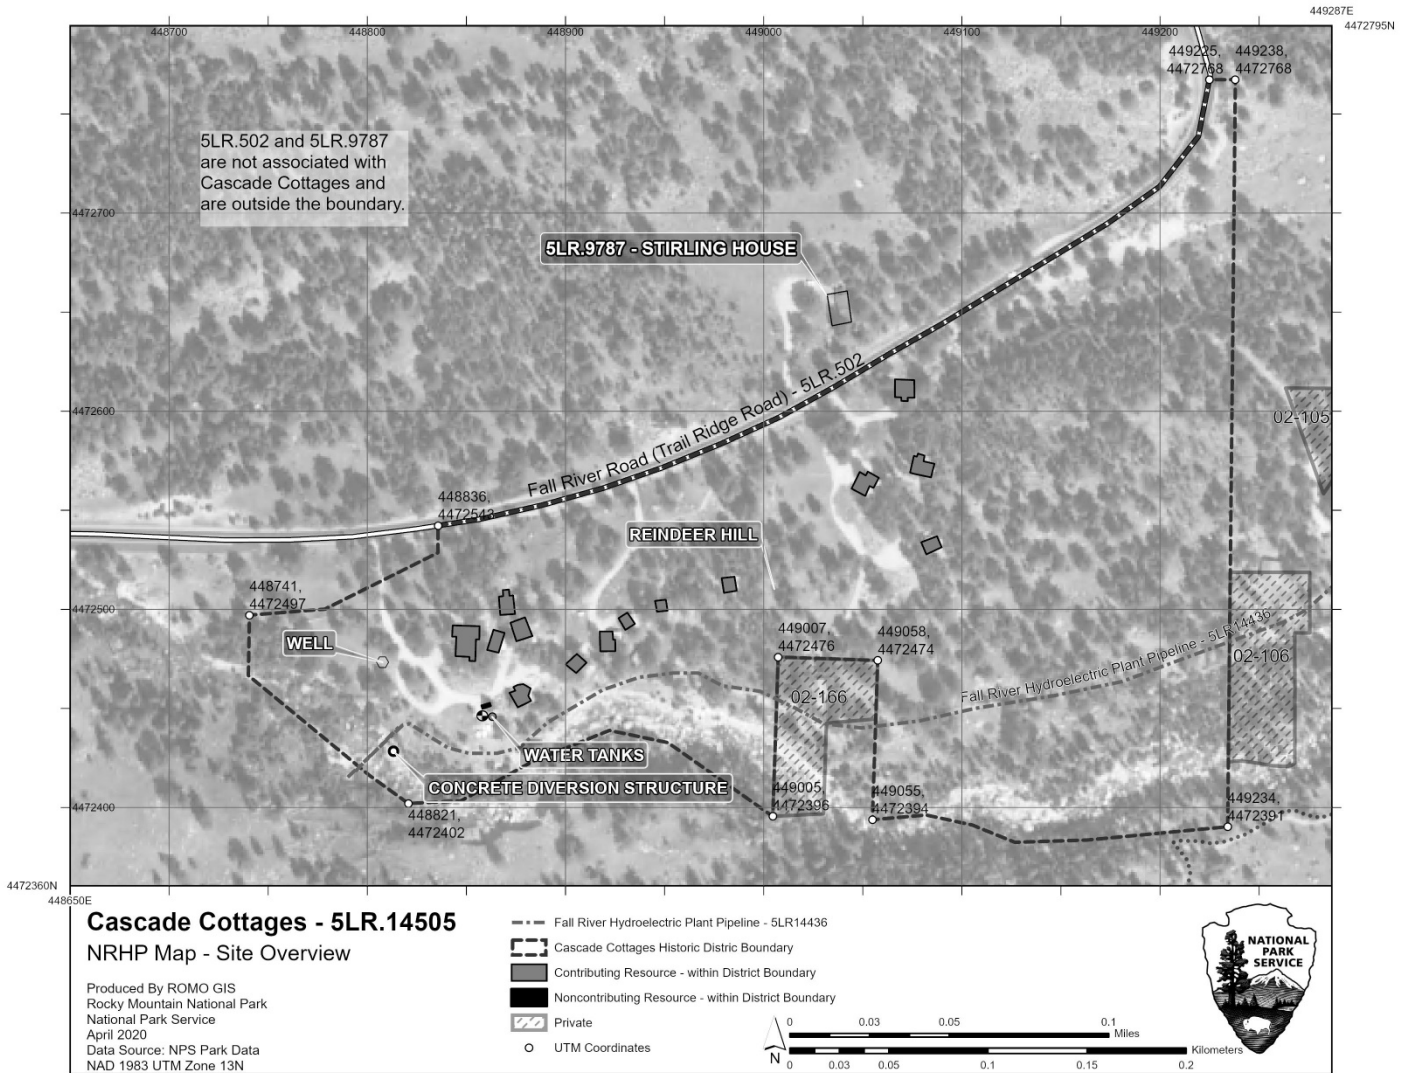 449287E
4472795N
448700
448800
448900
449000
449100
449200
449225,
4472768
449238,
4472768
5LR.502 and 5LR.9787
are not associated with
Cascade Cottages and
are outside the boundary.
4472700
5LR.9787 - STIRLING HOUSE
Fall River Road (Trail Ridge Road) - 5LR.502
4472600
02-105
448836,
4472543
REINDEER HILL
448741,
4472497
4472500
WELL
449007,
4472476
449058,
4472474
Fall River Hydroelectric Plant Pipeline - 5LR14436
02-106
02-166
WATER TANKS
CONCRETE DIVERSION STRUCTURE
449005,
4472396
449055,
4472394
449234,
4472391
4472400
448821,
4472402
4472360N
448650E
Cascade Cottages - 5LR.14505
NRHP Map - Site Overview
Produced By ROMO GIS
Rocky Mountain National Park
National Park Service
April 2020
Data Source: NPS Park Data
NAD 1983 UTM Zone 13N
Fall River Hydroelectric Plant Pipeline - 5LR14436
Cascade Cottages Historic Distric Boundary
Contributing Resource - within District Boundary
Noncontributing Resource - within District Boundary
Private
UTM Coordinates
N
0 0.03 0.05 0.1
Miles
Kilometers
0 0.03 0.05 0.1 0.15 0.2
NATIONAL
PARK
SERVICE